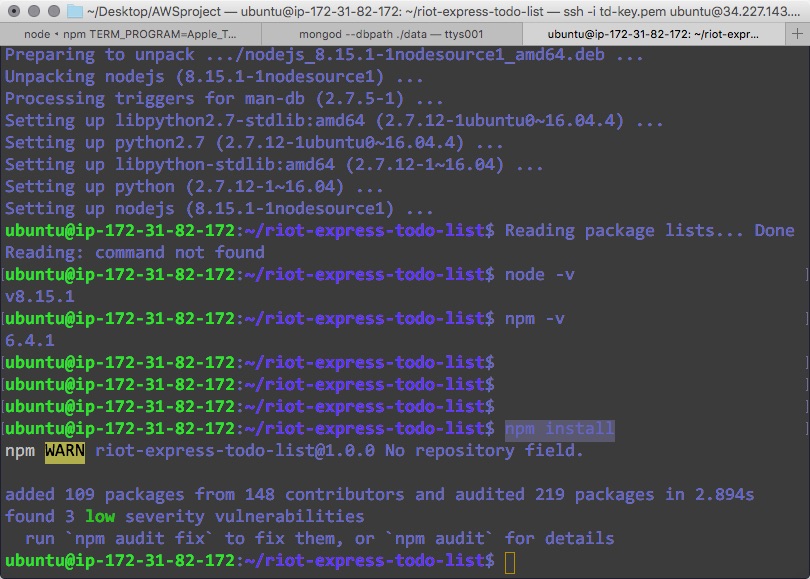 ~/Desktop/AWSproject — ubuntu@ip-172-31-82-172: ~/riot-express-todo-list — ssh -i td-key.pem ubuntu@34.227.143....
node • npm TERM_PROGRAM=Apple_T...
mongod --dbpath ./data — ttys001
ubuntu@ip-172-31-82-172: ~/riot-expr...
+
Preparing to unpack .../nodejs_8.15.1-1nodesource1_amd64.deb ...
Unpacking nodejs (8.15.1-1nodesource1) ...
Processing triggers for man-db (2.7.5-1) ...
Setting up libpython2.7-stdlib:amd64 (2.7.12-1ubuntu0~16.04.4) ...
Setting up python2.7 (2.7.12-1ubuntu0~16.04.4) ...
Setting up libpython-stdlib:amd64 (2.7.12-1~16.04) ...
Setting up python (2.7.12-1~16.04) ...
Setting up nodejs (8.15.1-1nodesource1) ...
ubuntu@ip-172-31-82-172:~/riot-express-todo-list$ Reading package lists... Done
Reading: command not found
[ubuntu@ip-172-31-82-172:~/riot-express-todo-list$ node -v ]
v8.15.1
[ubuntu@ip-172-31-82-172:~/riot-express-todo-list$ npm -v ]
6.4.1
[ubuntu@ip-172-31-82-172:~/riot-express-todo-list$ ]
[ubuntu@ip-172-31-82-172:~/riot-express-todo-list$ ]
[ubuntu@ip-172-31-82-172:~/riot-express-todo-list$ ]
[ubuntu@ip-172-31-82-172:~/riot-express-todo-list$ npm install ]
npm WARN riot-express-todo-list@1.0.0 No repository field.
added 109 packages from 148 contributors and audited 219 packages in 2.894s
found 3 low severity vulnerabilities
run `npm audit fix` to fix them, or `npm audit` for details
ubuntu@ip-172-31-82-172:~/riot-express-todo-list$